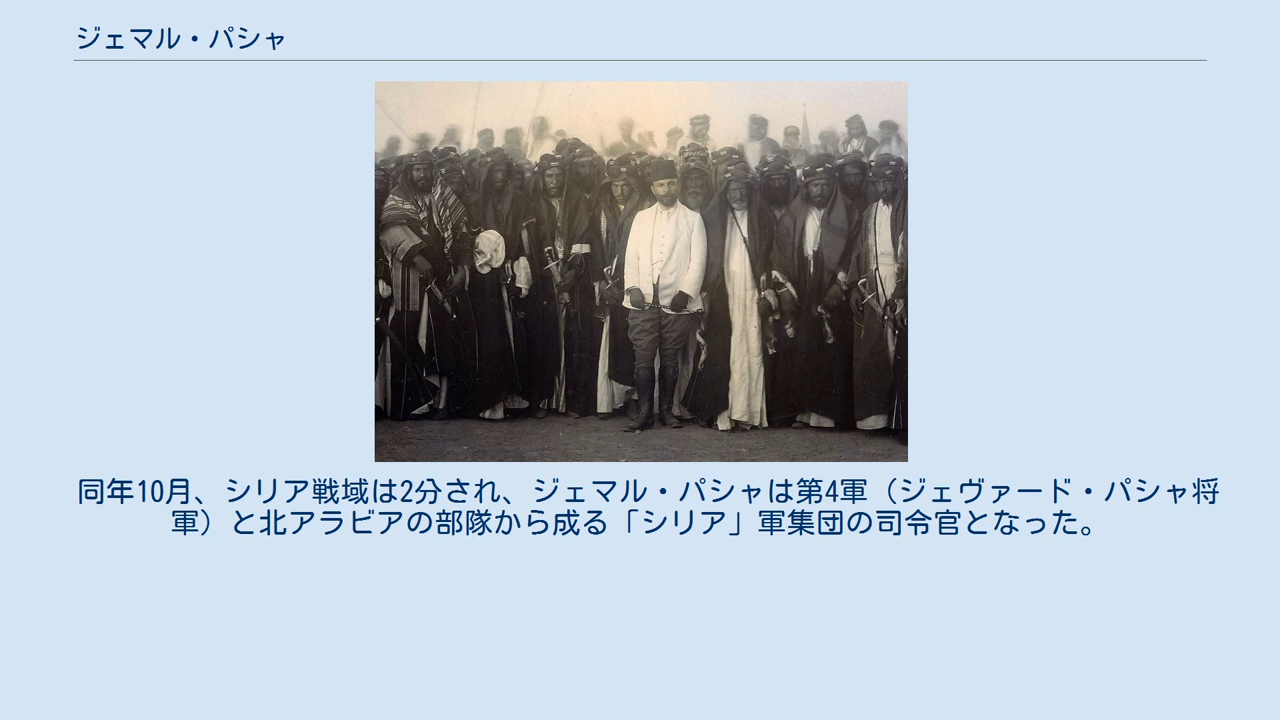 ジェマル・パシャ
同年10月、シリア戦域は2分され、ジェマル・パシャは第4軍（ジェヴァード・パシャ将
軍）と北アラビアの部隊から成る「シリア」軍集団の司令官となった。